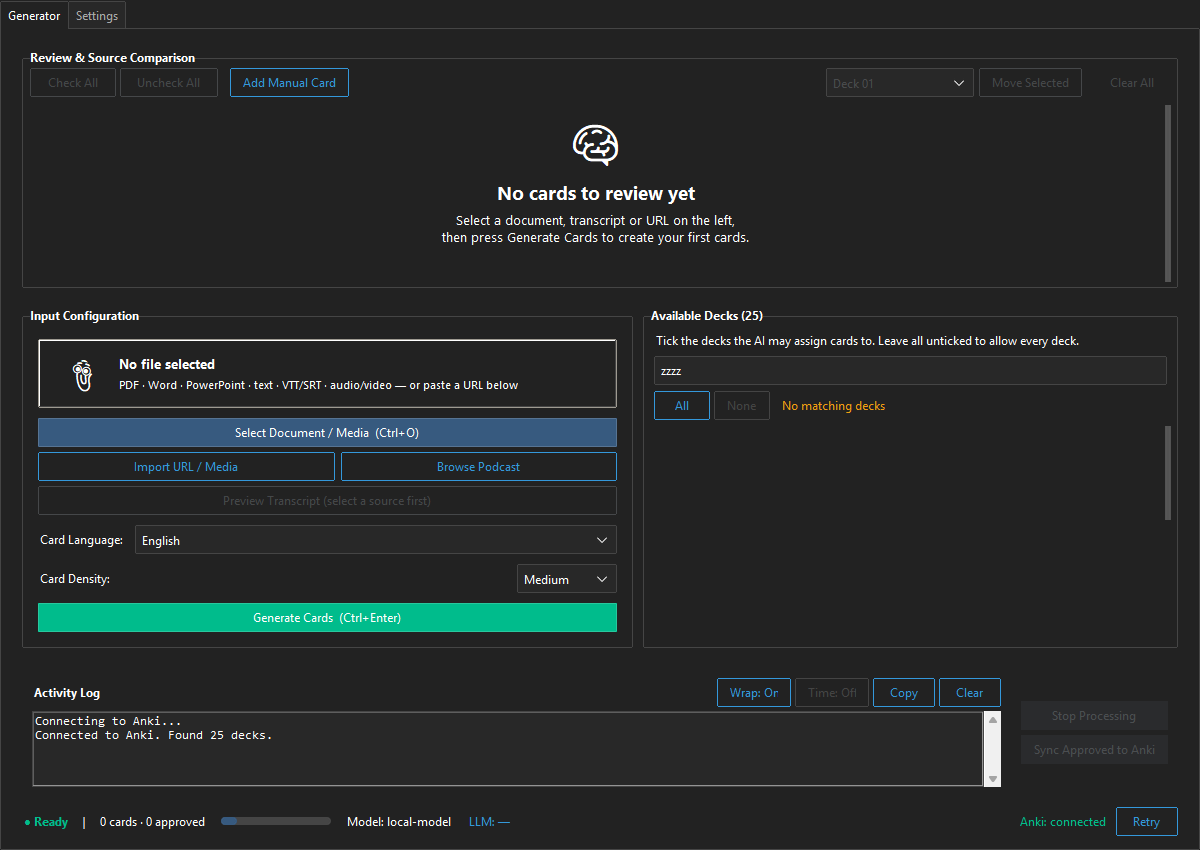 Generator
Settings
Review & Source Comparison
Check All
Uncheck All
Add Manual Card
Deck 01
Move Selected
Clear All
No cards to review yet
Select a document, transcript or URL on the left,
then press Generate Cards to create your first cards.
Input Configuration
No file selected
PDF · Word · PowerPoint · text · VTT/SRT · audio/video — or paste a URL below
Select Document / Media (Ctrl+O)
Import URL / Media
Browse Podcast
Preview Transcript (select a source first)
Card Language:
English
Card Density:
Medium
Generate Cards (Ctrl+Enter)
Available Decks (25)
Tick the decks the AI may assign cards to. Leave all unticked to allow every deck.
zzzz
All
None
No matching decks
Activity Log
Wrap: On
Time: Off
Copy
Clear
Connecting to Anki...
Connected to Anki. Found 25 decks.
Stop Processing
Sync Approved to Anki
● Ready
|
0 cards · 0 approved
Model: local-model
LLM: —
Anki: connected
Retry